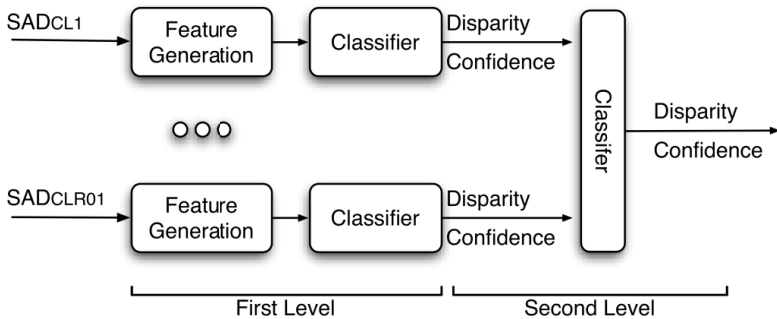 SADCL1
Feature
Generation
Classifier
Disparity
Confidence
Classifer
Disparity
Confidence
SADCLR01
Feature
Generation
Classifier
Disparity
Confidence
First Level
Second Level